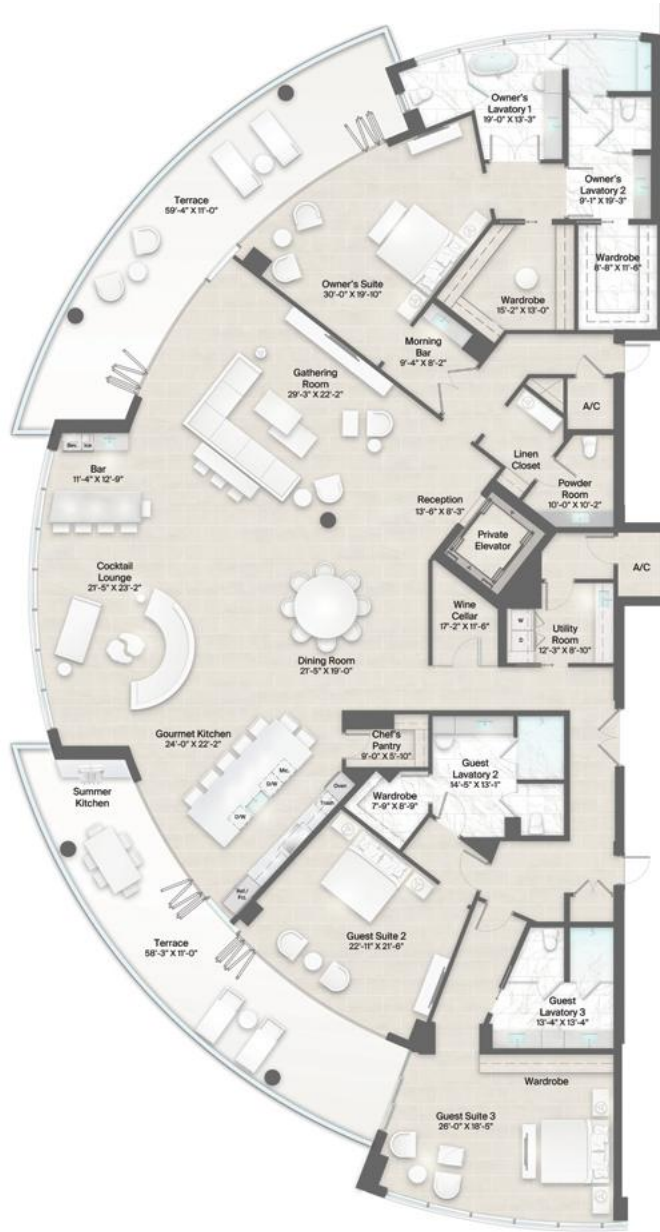 Owner's
Lavatory 1
19'-0" X 13'-3"
Owner's
Lavatory 2
9'-1" X 19'-3"
Terrace
59'-4" X 11'-0"
Owner's Suite
30'-0" X 19'-10"
Wardrobe
15'-2" X 13'-0"
Wardrobe
8'-8" X 11'-6"
Morning
Bar
9'-4" X 8'-2"
Gathering
Room
29'-3" X 22'-2"
A/C
Linen
Closet
Powder
Room
10'-0" X 10'-2"
Bev.
Ice
Bar
11'-4" X 12'-9"
Reception
13'-6" X 8'-3"
Private
Elevator
A/C
Cocktail
Lounge
21'-5" X 23'-2"
Wine
Cellar
17'-2" X 11'-6"
W
D
Utility
Room
12'-3" X 8'-10"
Dining Room
21'-5" X 19'-0"
Gourmet Kitchen
24'-0" X 22'-2"
Chef's
Pantry
9'-0" X 5'-10"
Guest
Lavatory 2
14'-5" X 13'-1"
Summer
Kitchen
Mic.
D/W
D/W
Oven
Trash
Ref./
Frz.
Wardrobe
7'-9" X 8'-9"
Guest Suite 2
22'-11" X 21'-6"
Terrace
58'-3" X 11'-0"
Guest
Lavatory 3
13'-4" X 13'-4"
Wardrobe
Guest Suite 3
26'-0" X 18'-5"